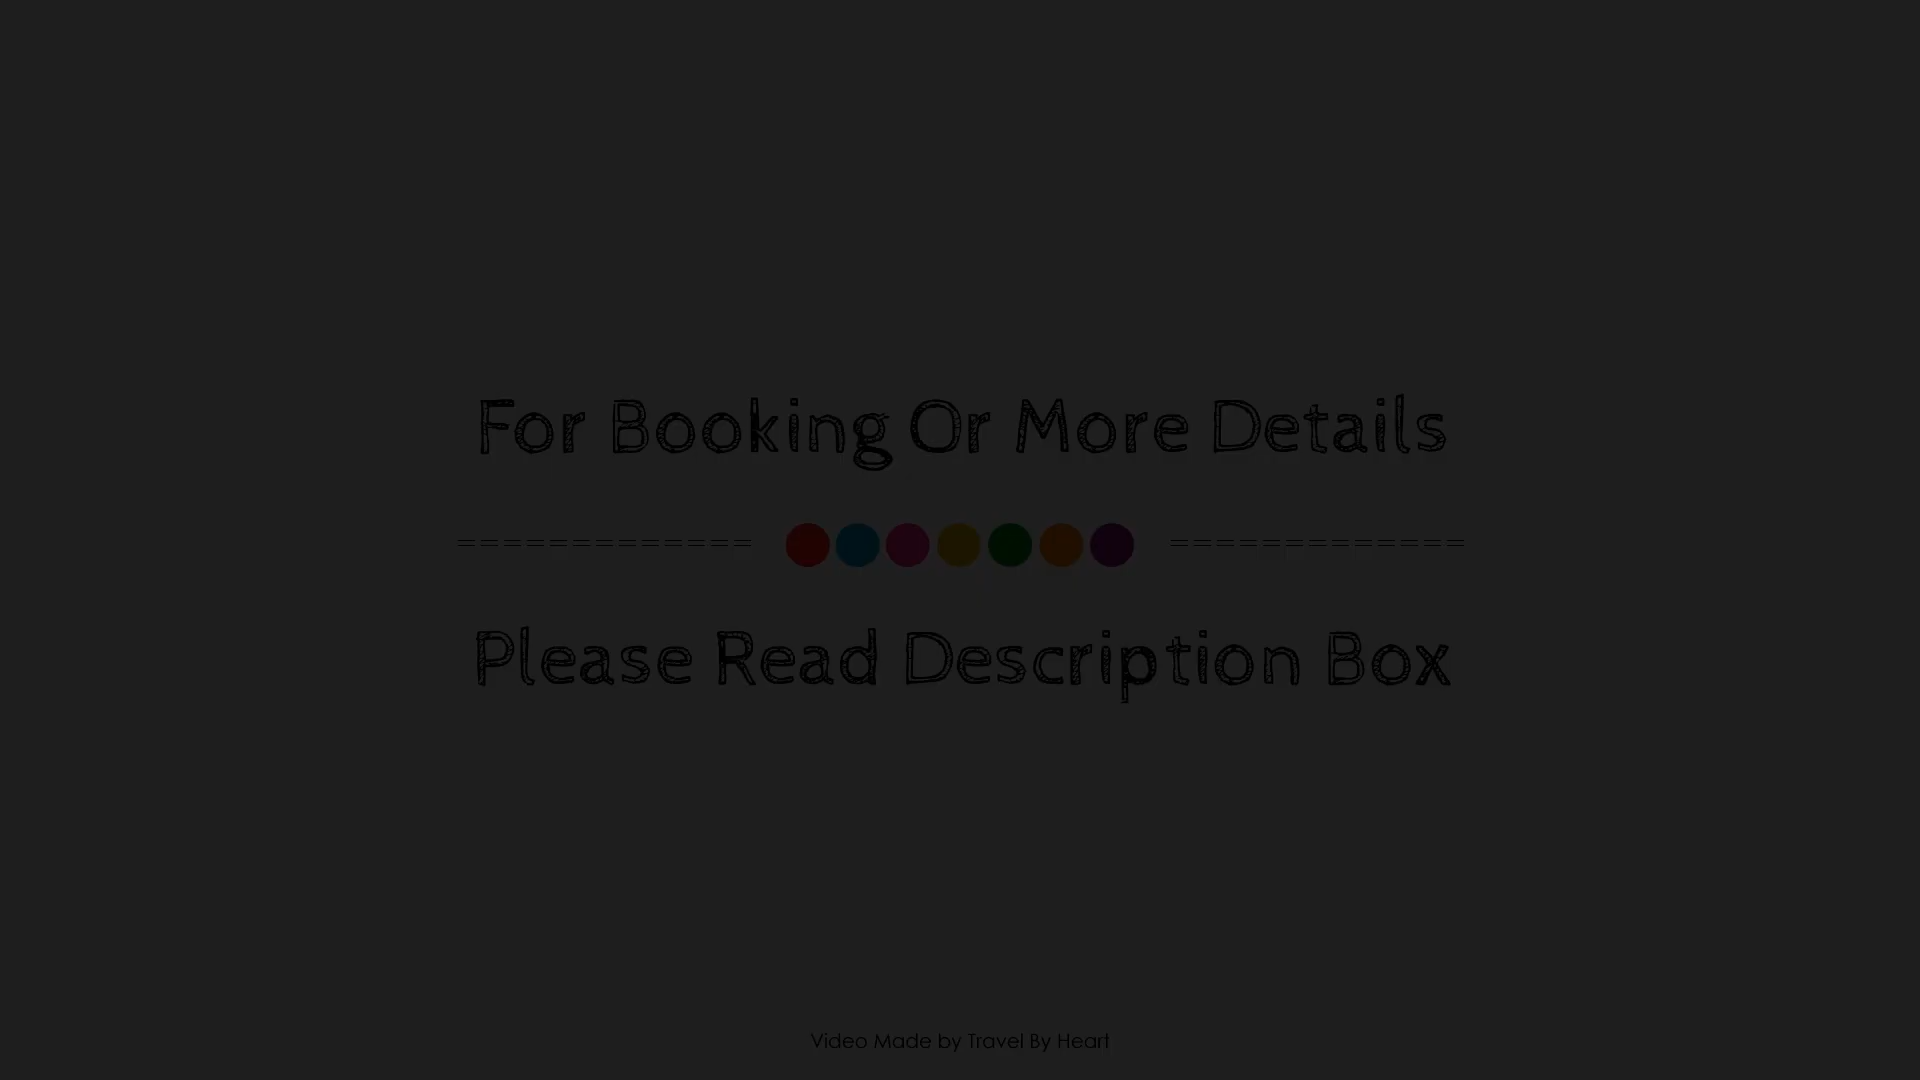 For Booking Or More Details
============= =============
Please Read Description Box
Video Made by Travel By Heart